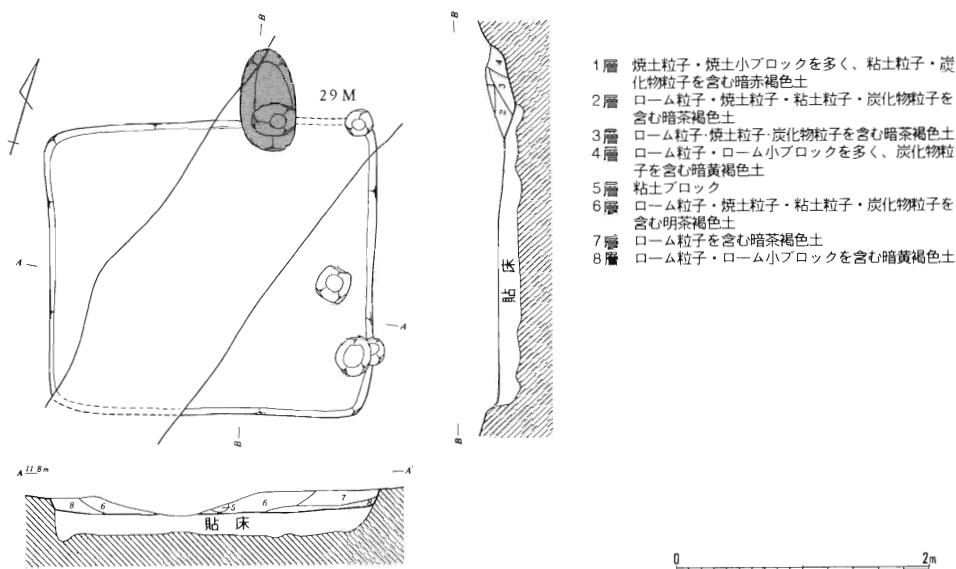 B
B
29 M
A
A
B
B
4
3
2
貼床
A 11.8m
A'
8
6
5
6
7
8
貼 床
1層 焼土粒子・焼土小ブロックを多く、粘土粒子・炭
化物粒子を含む暗赤褐色土
2層 ローム粒子・焼土粒子・粘土粒子・炭化物粒子を
含む暗茶褐色土
3層 ローム粒子・焼土粒子・炭化物粒子を含む暗茶褐色土
4層 ローム粒子・ローム小ブロックを多く、炭化物粒
子を含む暗黄褐色土
5層 粘土ブロック
6層 ローム粒子・焼土粒子・粘土粒子・炭化物粒子を
含む明茶褐色土
7層 ローム粒子を含む暗茶褐色土
8層 ローム粒子・ローム小ブロックを含む暗黄褐色土
0 2m